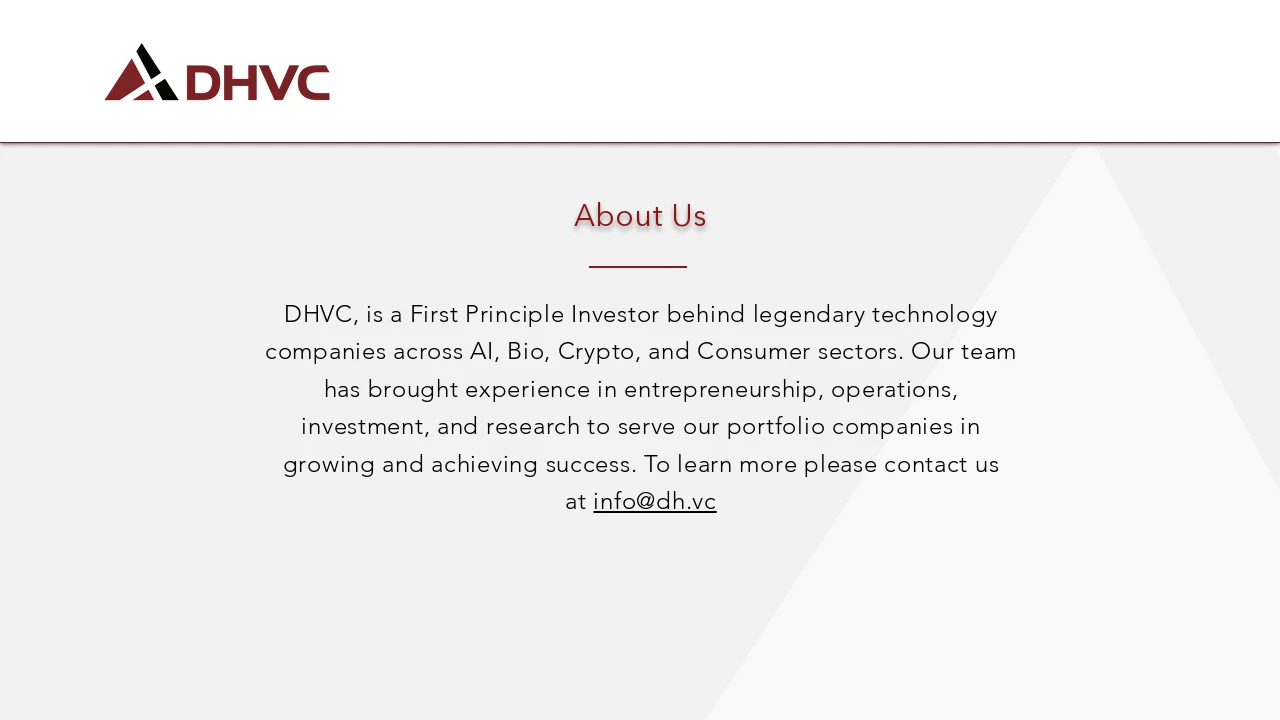 DHVC
About Us
DHVC, is a First Principle Investor behind legendary technology
companies across AI, Bio, Crypto, and Consumer sectors. Our team
has brought experience in entrepreneurship, operations,
investment, and research to serve our portfolio companies in
growing and achieving success. To learn more please contact us
at info@dh.vc